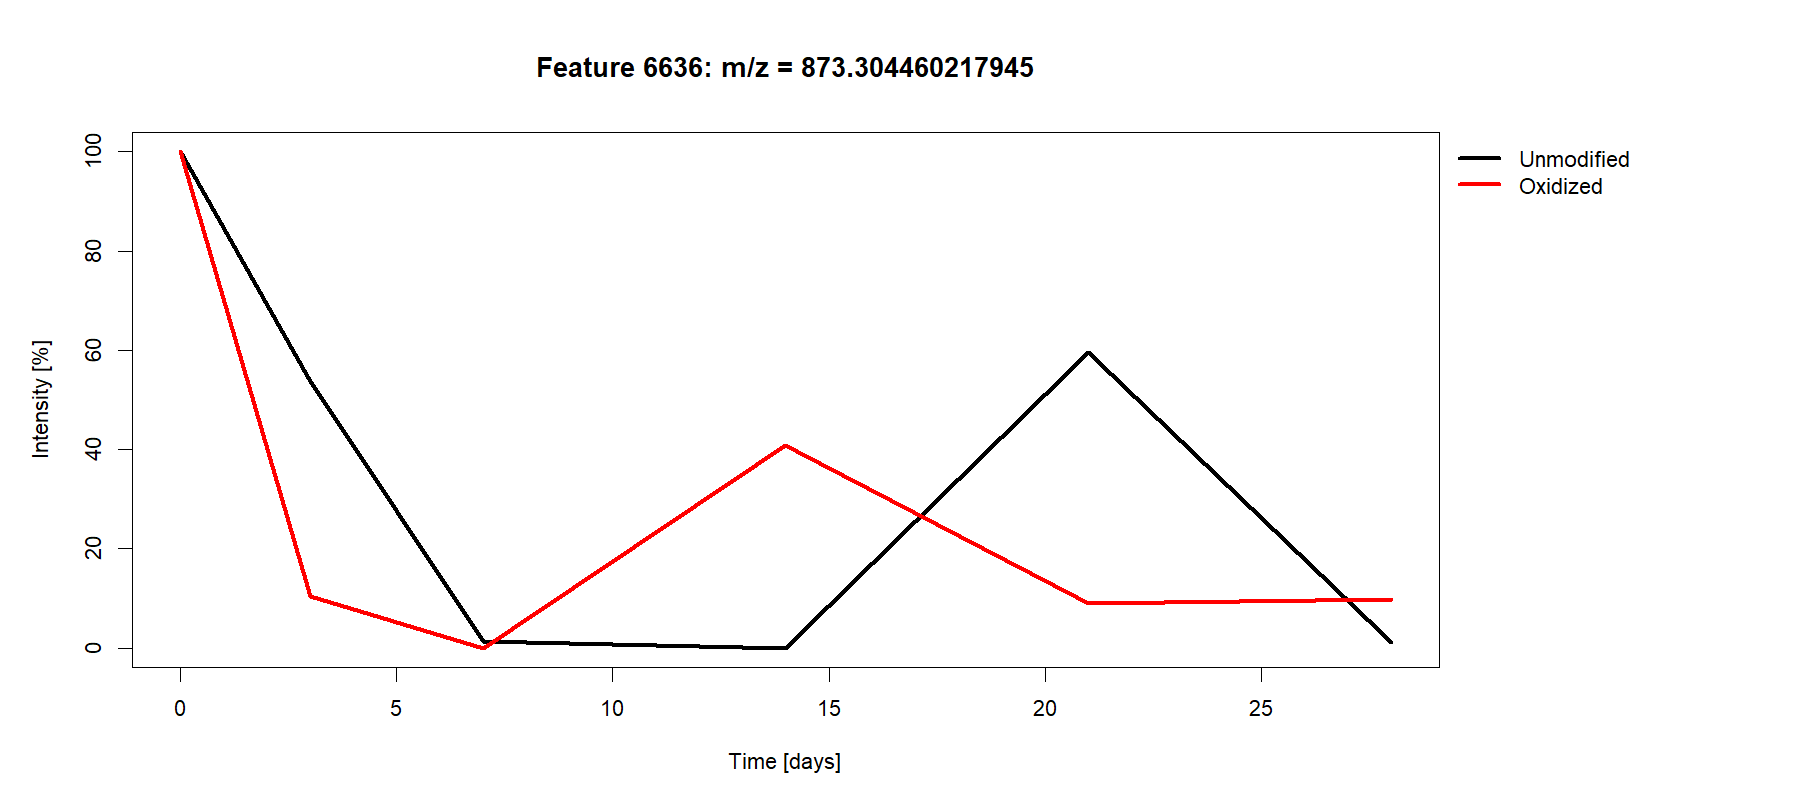 Feature 6636: m/z = 873.304460217945
Unmodified
Oxidized
Intensity [%]
100
80
60
40
20
0
0 5 10 15 20 25
Time [days]